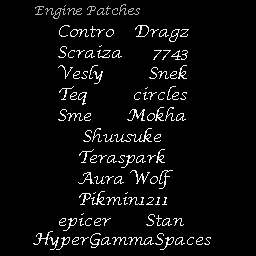 Engine Patches
Contro Dragz
Scraiza 7743
Vesly Snek
Teq circles
Sme Mokha
Shuusuke
Teraspark
Aura Wolf
Pikmin1211
epicer Stan
HyperGammaSpaces